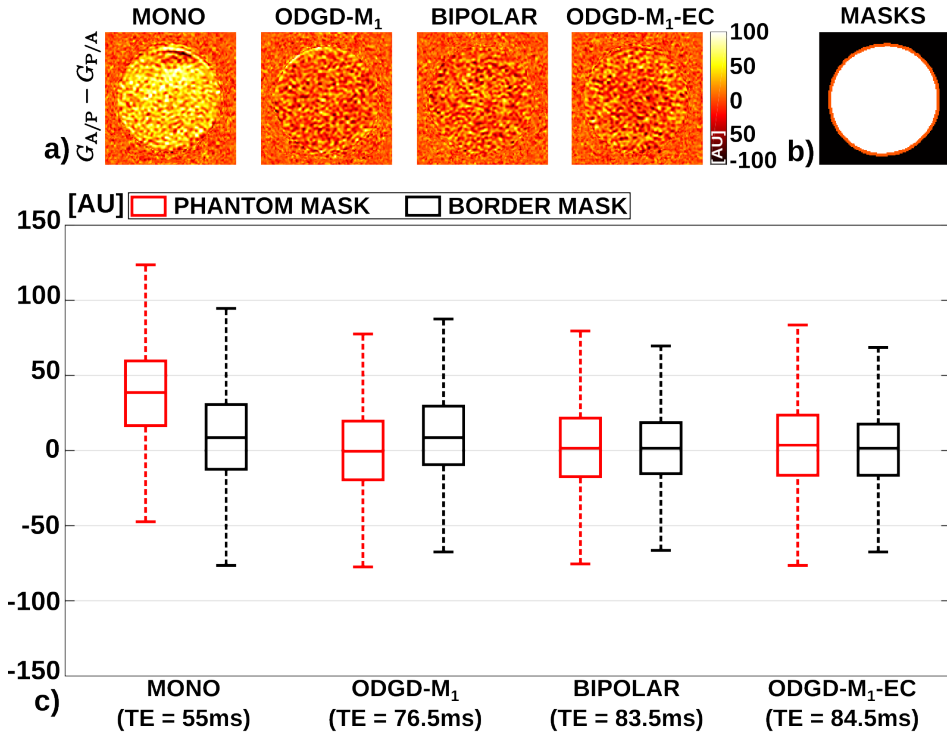 MONO ODGD-M₁ BIPOLAR ODGD-M₁-EC MASKS
G_A/P − G_P/A
a)
100
50
0
50
-100
[AU]
b)
[AU] PHANTOM MASK BORDER MASK
150
100
50
0
-50
-100
-150
c)
MONO ODGD-M₁ BIPOLAR ODGD-M₁-EC
(TE = 55ms) (TE = 76.5ms) (TE = 83.5ms) (TE = 84.5ms)